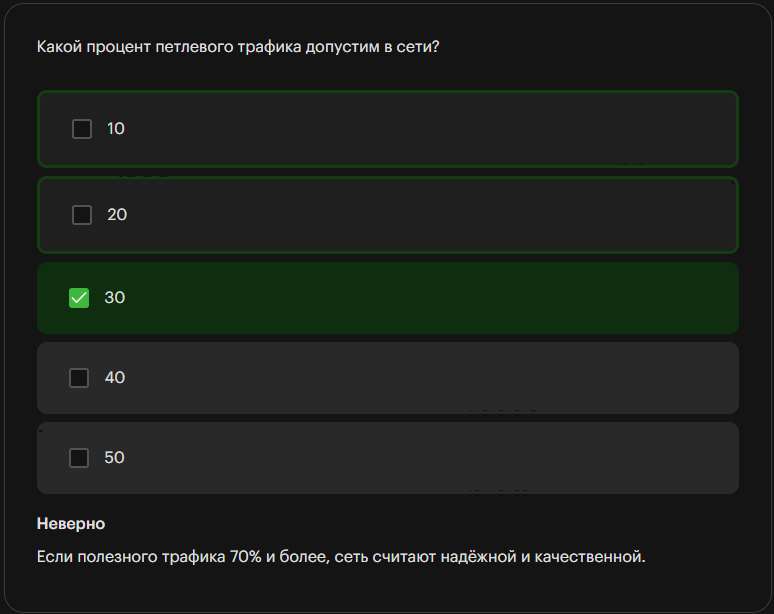 Какой процент петлевого трафика допустим в сети?
10
20
30
40
50
Неверно
Если полезного трафика 70% и более, сеть считают надёжной и качественной.